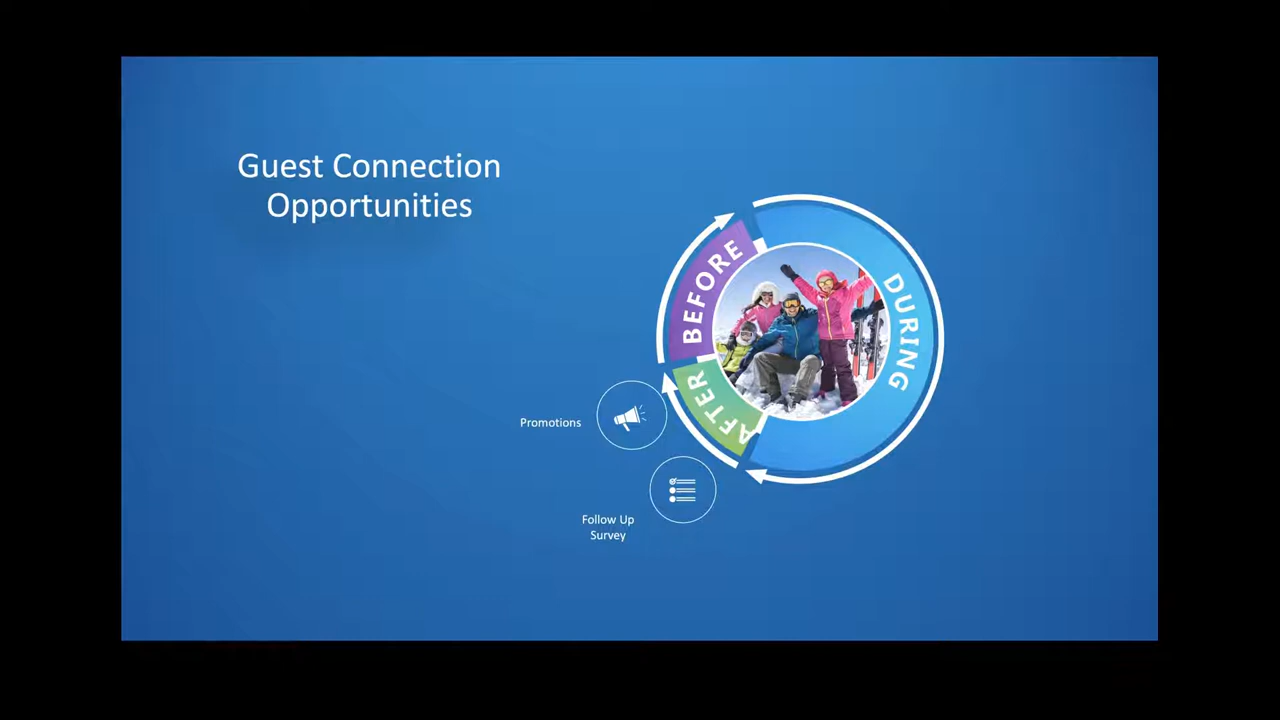 Guest Connection
Opportunities
BEFORE
DURING
AFTER
Promotions
Follow Up
Survey